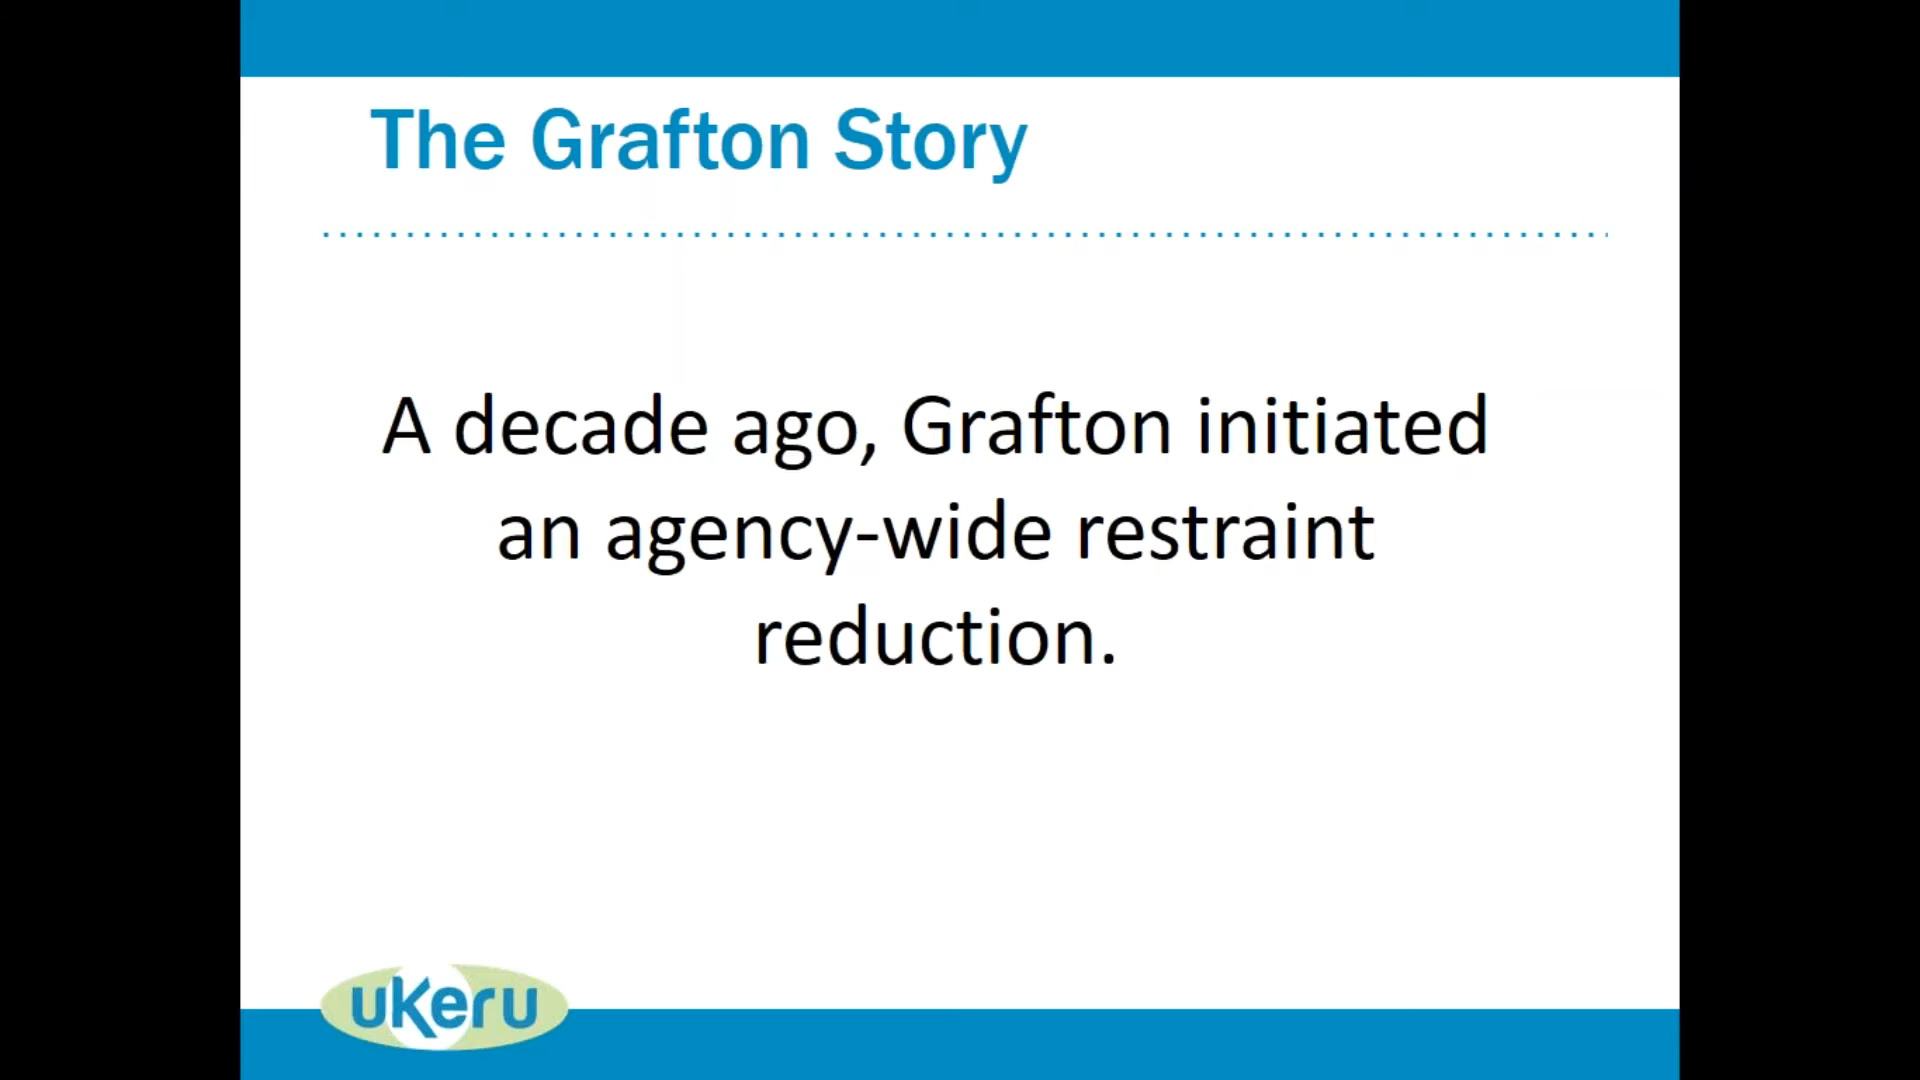 The Grafton Story
A decade ago, Grafton initiated
an agency-wide restraint
reduction.
uKeru